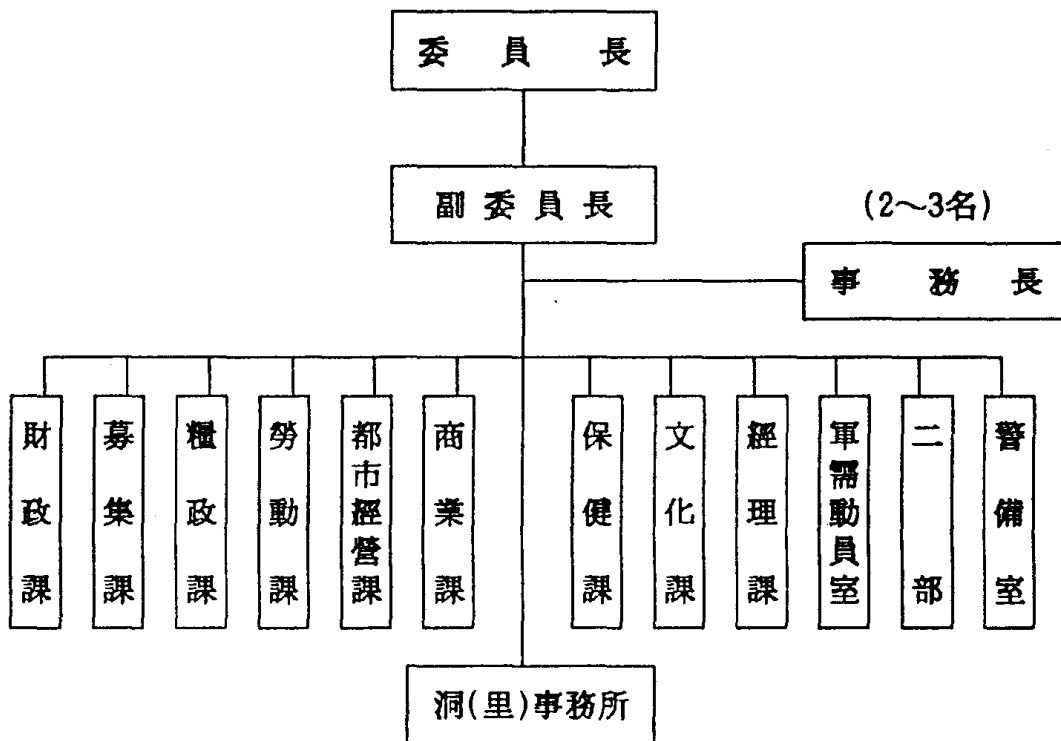 委員長
副委員長
(2～3名)
事務長
財政課
募集課
糧政課
勞動課
都市經營課
商業課
保健課
文化課
經理課
軍需動員室
二部
警備室
洞(里)事務所